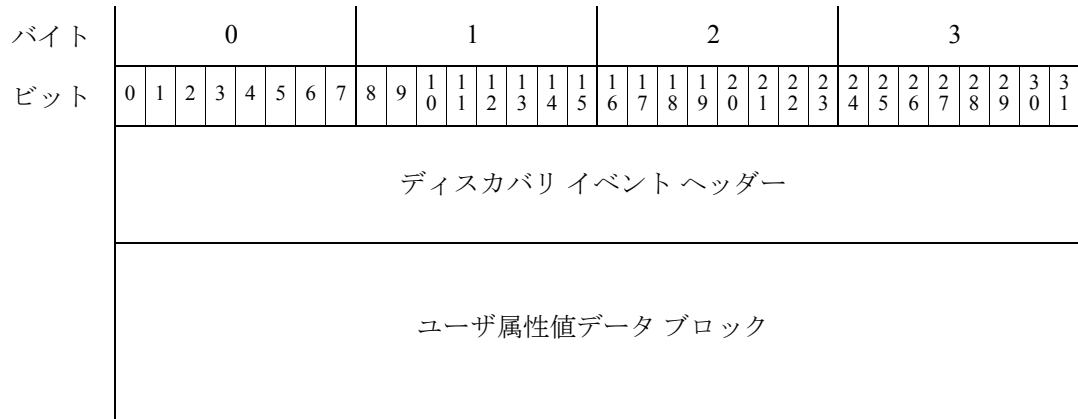 バイト 0 1 2 3
ビット 0 1 2 3 4 5 6 7 8 9 10 11 12 13 14 15 16 17 18 19 20 21 22 23 24 25 26 27 28 29 30 31
ディスカバリ イベント ヘッダー
ユーザ属性値データ ブロック